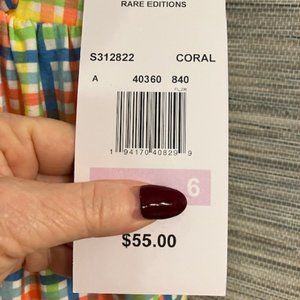 RARE EDITIONS
S312822 CORAL
A 40360 840
1 94170 40829 9
6
$55.00